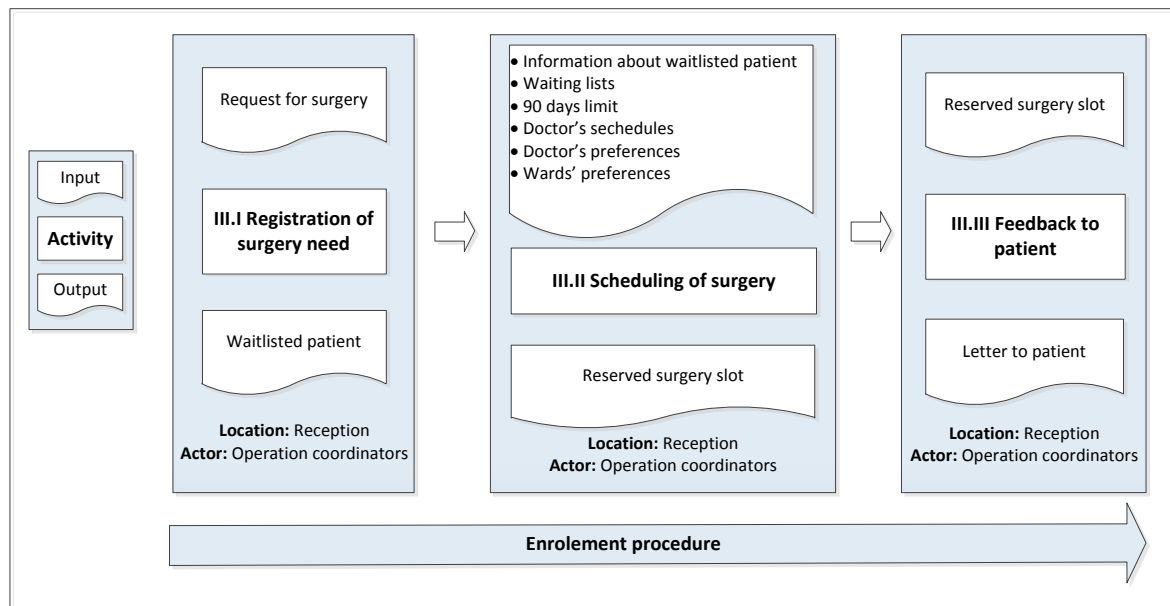 Input
Activity
Output
Request for surgery
III.I Registration of
surgery need
Waitlisted patient
Location: Reception
Actor: Operation coordinators
• Information about waitlisted patient
• Waiting lists
• 90 days limit
• Doctor's sechedules
• Doctor's preferences
• Wards' preferences
III.II Scheduling of surgery
Reserved surgery slot
Location: Reception
Actor: Operation coordinators
Reserved surgery slot
III.III Feedback to
patient
Letter to patient
Location: Reception
Actor: Operation coordinators
Enrolement procedure